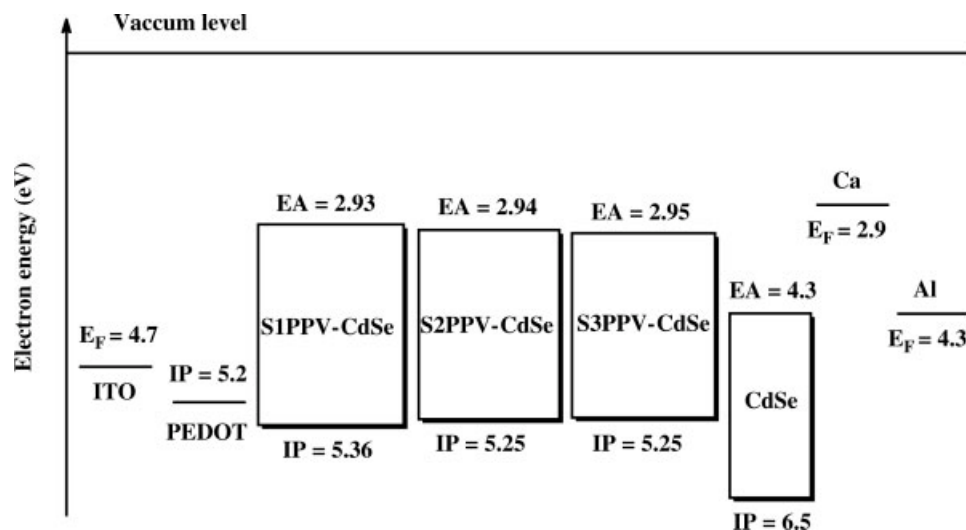 Vaccum level
Electron energy (eV)
Ca
EA = 2.93
EA = 2.94
EA = 2.95
E_F = 2.9
EA = 4.3
Al
S1PPV-CdSe
S2PPV-CdSe
S3PPV-CdSe
E_F = 4.7
E_F = 4.3
IP = 5.2
ITO
CdSe
PEDOT
IP = 5.36
IP = 5.25
IP = 5.25
IP = 6.5